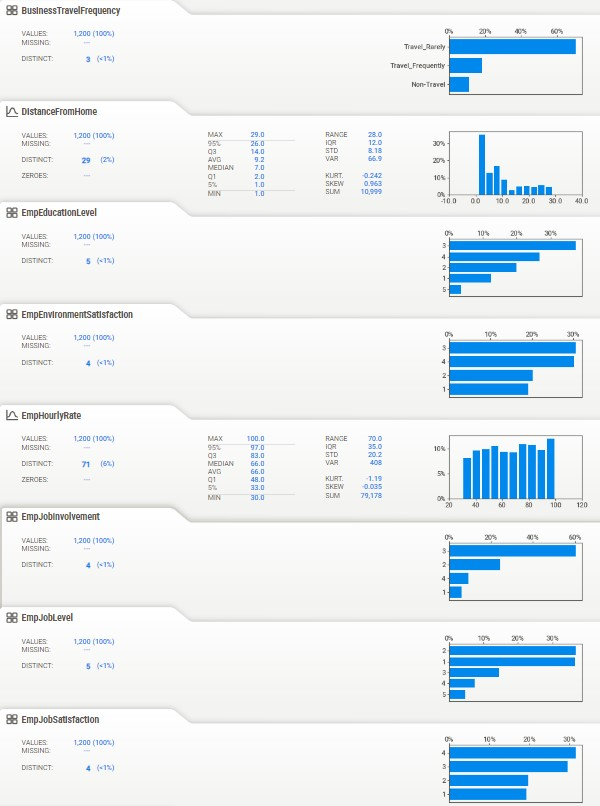 BusinessTravelFrequency
VALUES: 1,200 (100%)
MISSING: ---
DISTINCT: 3 (<1%)
0% 20% 40% 60%
Travel_Rarely
Travel_Frequently
Non-Travel
DistanceFromHome
VALUES: 1,200 (100%)
MISSING: ---
DISTINCT: 29 (2%)
ZEROES: ---
MAX 29.0
95% 26.0
Q3 14.0
AVG 9.2
MEDIAN 7.0
Q1 2.0
5% 1.0
MIN 1.0
RANGE 28.0
IQR 12.0
STD 8.18
VAR 66.9
KURT. -0.242
SKEW 0.963
SUM 10,999
30%
20%
10%
0%
-10.0 0.0 10.0 20.0 30.0 40.0
EmpEducationLevel
VALUES: 1,200 (100%)
MISSING: ---
DISTINCT: 5 (<1%)
0% 10% 20% 30%
3
4
2
1
5
EmpEnvironmentSatisfaction
VALUES: 1,200 (100%)
MISSING: ---
DISTINCT: 4 (<1%)
0% 10% 20% 30%
3
4
2
1
EmpHourlyRate
VALUES: 1,200 (100%)
MISSING: ---
DISTINCT: 71 (6%)
ZEROES: ---
MAX 100.0
95% 97.0
Q3 83.0
MEDIAN 66.0
AVG 66.0
Q1 48.0
5% 33.0
MIN 30.0
RANGE 70.0
IQR 35.0
STD 20.2
VAR 408
KURT. -1.19
SKEW -0.035
SUM 79,178
10%
5%
0%
20 40 60 80 100 120
EmpJobInvolvement
VALUES: 1,200 (100%)
MISSING: ---
DISTINCT: 4 (<1%)
0% 20% 40% 60%
3
2
4
1
EmpJobLevel
VALUES: 1,200 (100%)
MISSING: ---
DISTINCT: 5 (<1%)
0% 10% 20% 30%
2
1
3
4
5
EmpJobSatisfaction
VALUES: 1,200 (100%)
MISSING: ---
DISTINCT: 4 (<1%)
0% 10% 20% 30%
4
3
2
1